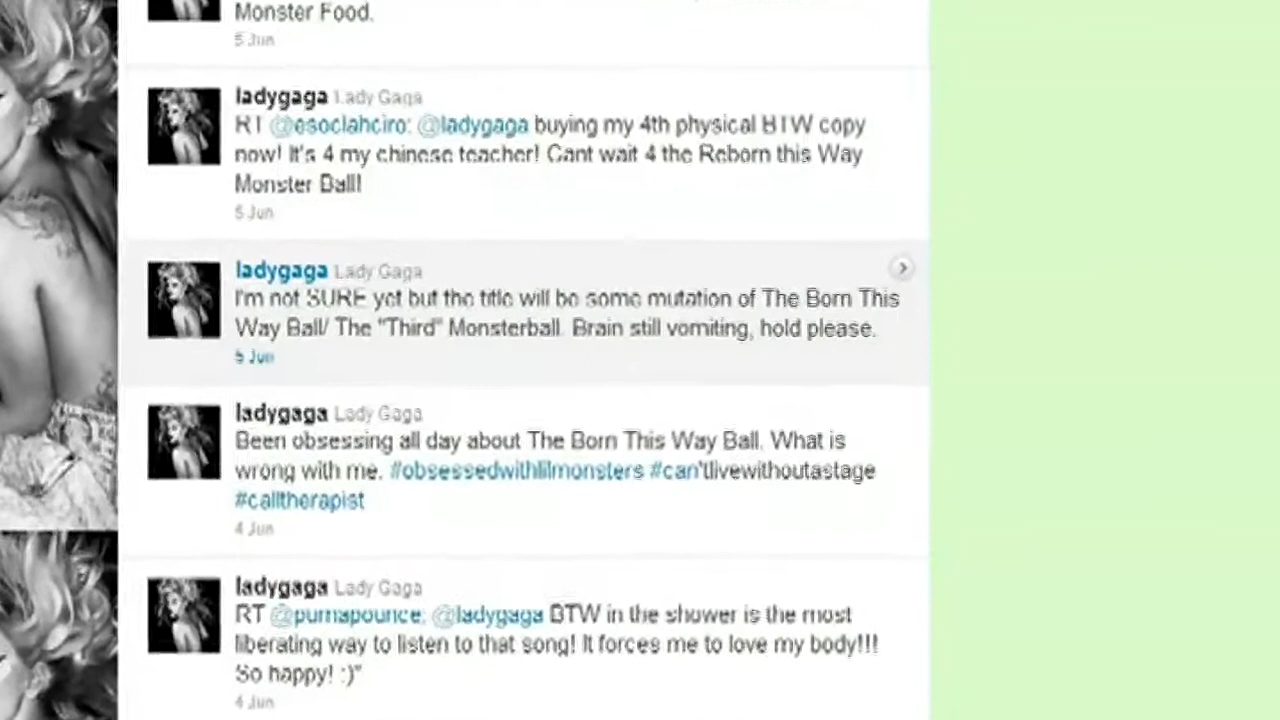 Monster Food.
5 Jun
ladygaga Lady Gaga
RT @esoclahciro: @ladygaga buying my 4th physical BTW copy
now! It's 4 my chinese teacher! Cant wait 4 the Reborn this Way
Monster Ball!
5 Jun
ladygaga Lady Gaga
I'm not SURE yet but the title will be some mutation of The Born This
Way Ball/ The "Third" Monsterball. Brain still vomiting, hold please.
5 Jun
ladygaga Lady Gaga
Been obsessing all day about The Born This Way Ball. What is
wrong with me. #obsessedwithlilmonsters #can'tlivewithoutastage
#calltherapist
4 Jun
ladygaga Lady Gaga
RT @pumapounce: @ladygaga BTW in the shower is the most
liberating way to listen to that song! It forces me to love my body!!!
So happy! :)"
4 Jun